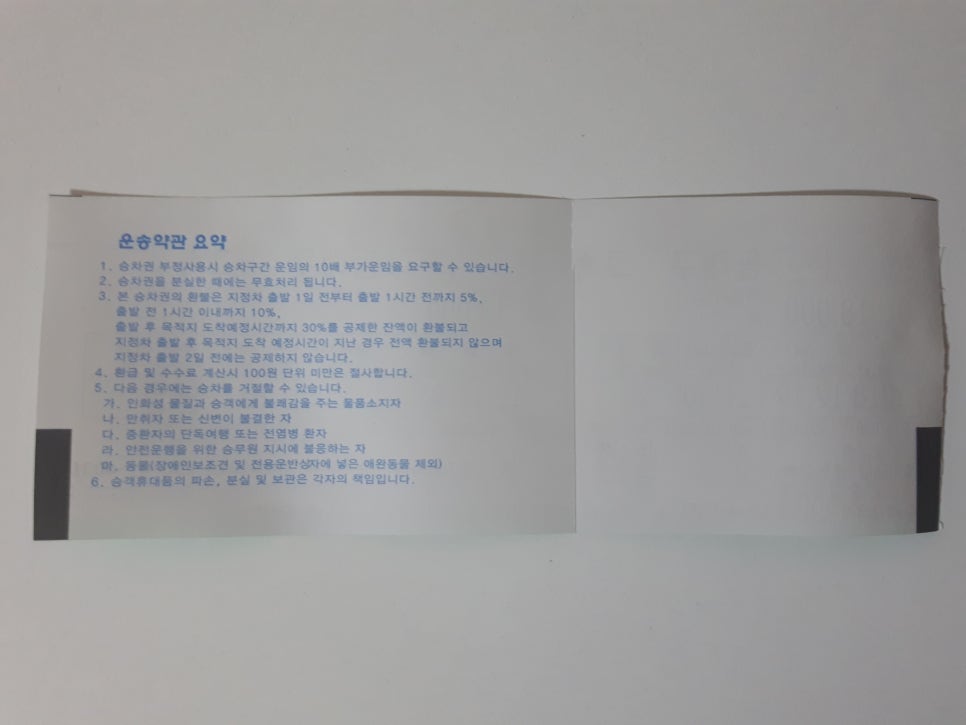 운송약관 요약
1. 승차권 부정사용시 승차구간 운임의 10배 부가운임을 요구할 수 있습니다.
2. 승차권을 분실한 때에는 무효처리 됩니다.
3. 본 승차권의 환불은 지정차 출발 1일 전부터 출발 1시간 전까지 5%,
출발 전 1시간 이내까지 10%,
출발 후 목적지 도착예정시간까지 30%를 공제한 잔액이 환불되고
지정차 출발 후 목적지 도착 예정시간이 지난 경우 전액 환불되지 않으며
지정차 출발 2일 전에는 공제하지 않습니다.
4. 환급 및 수수료 계산시 100원 단위 미만은 절사합니다.
5. 다음 경우에는 승차를 거절할 수 있습니다.
가. 인화성 물질과 승객에게 불쾌감을 주는 물품소지자
나. 만취자 또는 신변이 불결한 자
다. 중환자의 단독여행 또는 전염병 환자
라. 안전운행을 위한 승무원 지시에 불응하는 자
마. 동물(장애인보조견 및 전용운반상자에 넣은 애완동물 제외)
6. 승객휴대품의 파손, 분실 및 보관은 각자의 책임입니다.